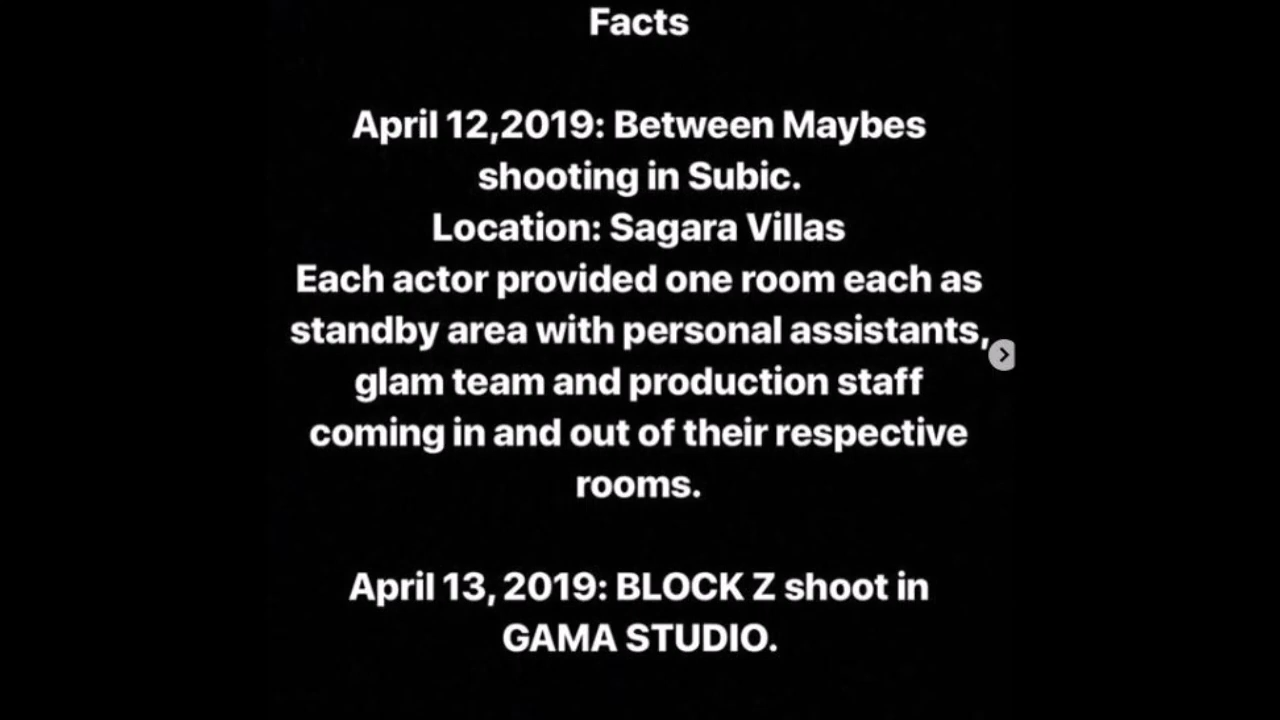 Facts
April 12,2019: Between Maybes
shooting in Subic.
Location: Sagara Villas
Each actor provided one room each as
standby area with personal assistants,
glam team and production staff
coming in and out of their respective
rooms.
April 13, 2019: BLOCK Z shoot in
GAMA STUDIO.